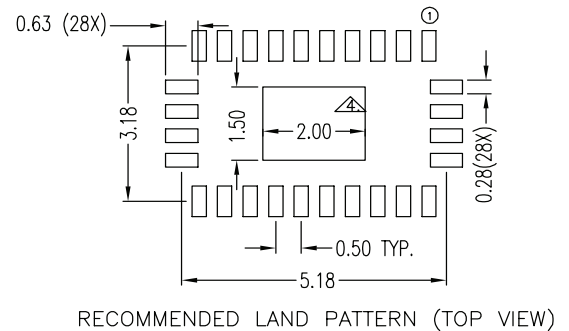 0.63 (28X)
1
3.18
1.50
4.
2.00
0.28(28X)
0.50 TYP.
5.18
RECOMMENDED LAND PATTERN (TOP VIEW)